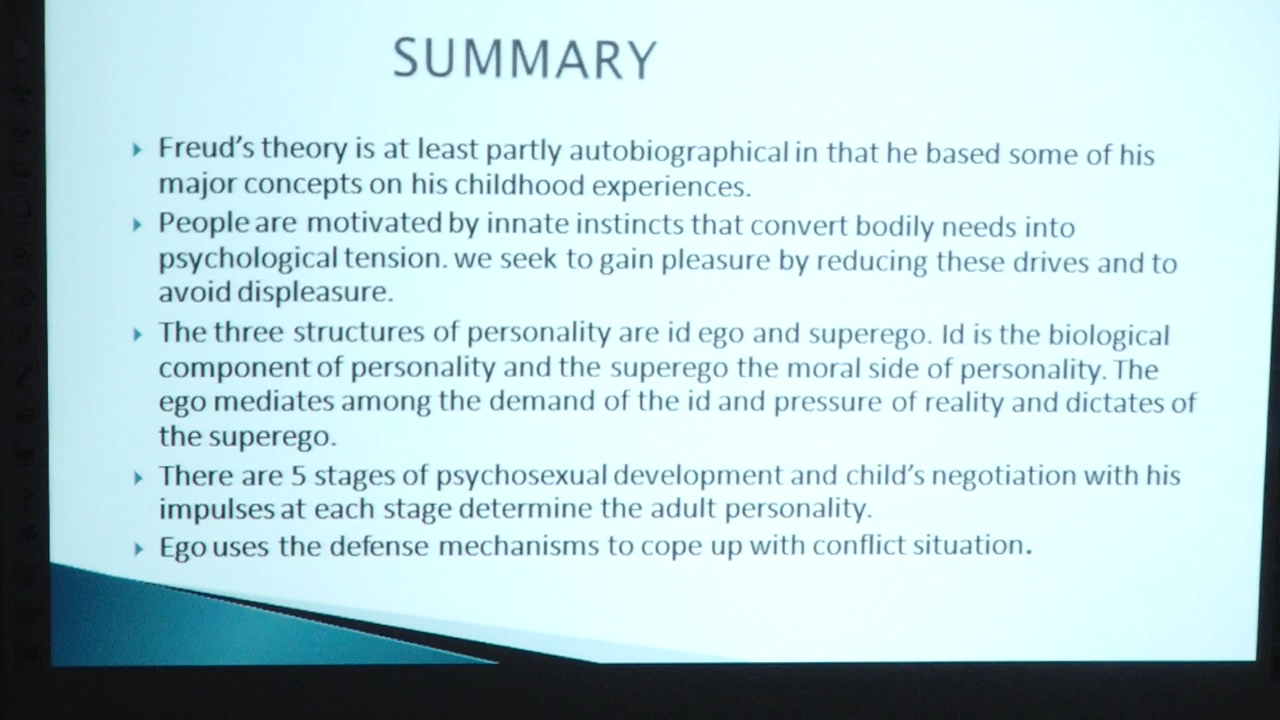 SUMMARY
Freud's theory is at least partly autobiographical in that he based some of his
major concepts on his childhood experiences.
People are motivated by innate instincts that convert bodily needs into
psychological tension. we seek to gain pleasure by reducing these drives and to
avoid displeasure.
The three structures of personality are id ego and superego. Id is the biological
component of personality and the superego the moral side of personality. The
ego mediates among the demand of the id and pressure of reality and dictates of
the superego.
There are 5 stages of psychosexual development and child's negotiation with his
impulses at each stage determine the adult personality.
Ego uses the defense mechanisms to cope up with conflict situation.